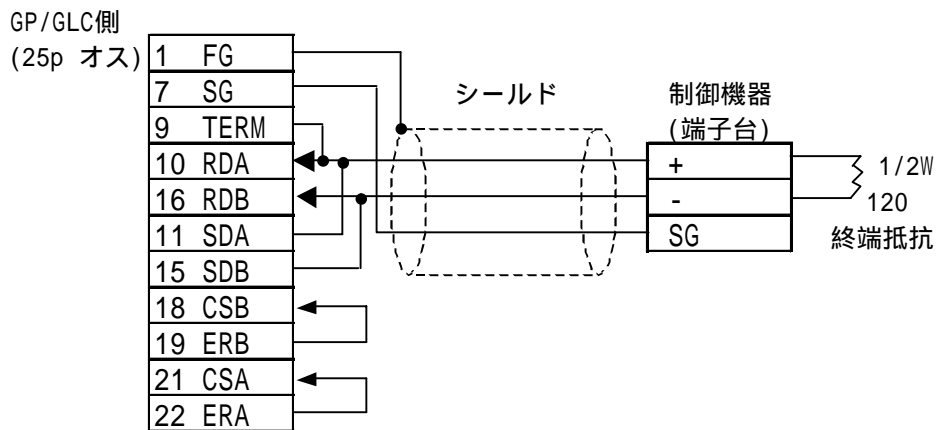 GP/GLC側
(25p オス)
1 FG
7 SG
9 TERM
10 RDA
16 RDB
11 SDA
15 SDB
18 CSB
19 ERB
21 CSA
22 ERA
シールド
制御機器
(端子台)
+
-
SG
1/2W
120
終端抵抗